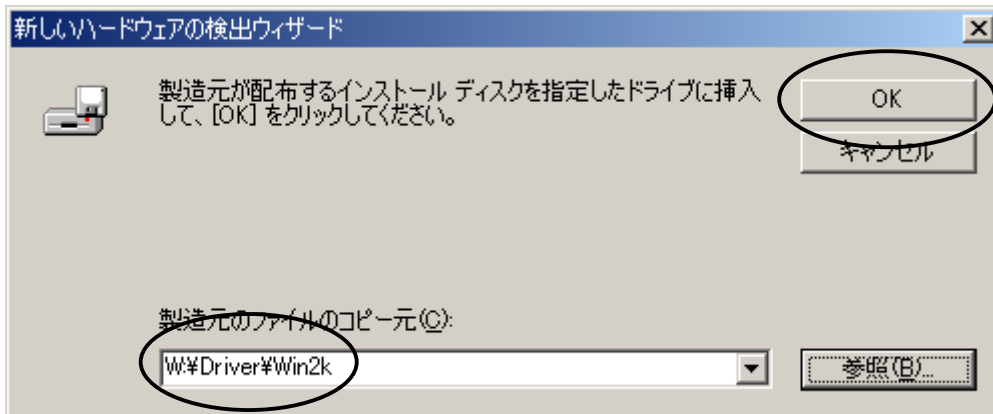 新しいハードウェアの検出ウィザード
製造元が配布するインストール ディスクを指定したドライブに挿入
して、[OK] をクリックしてください。
OK
キャンセル
製造元のファイルのコピー元(C):
W:¥Driver¥Win2k
参照(B)...